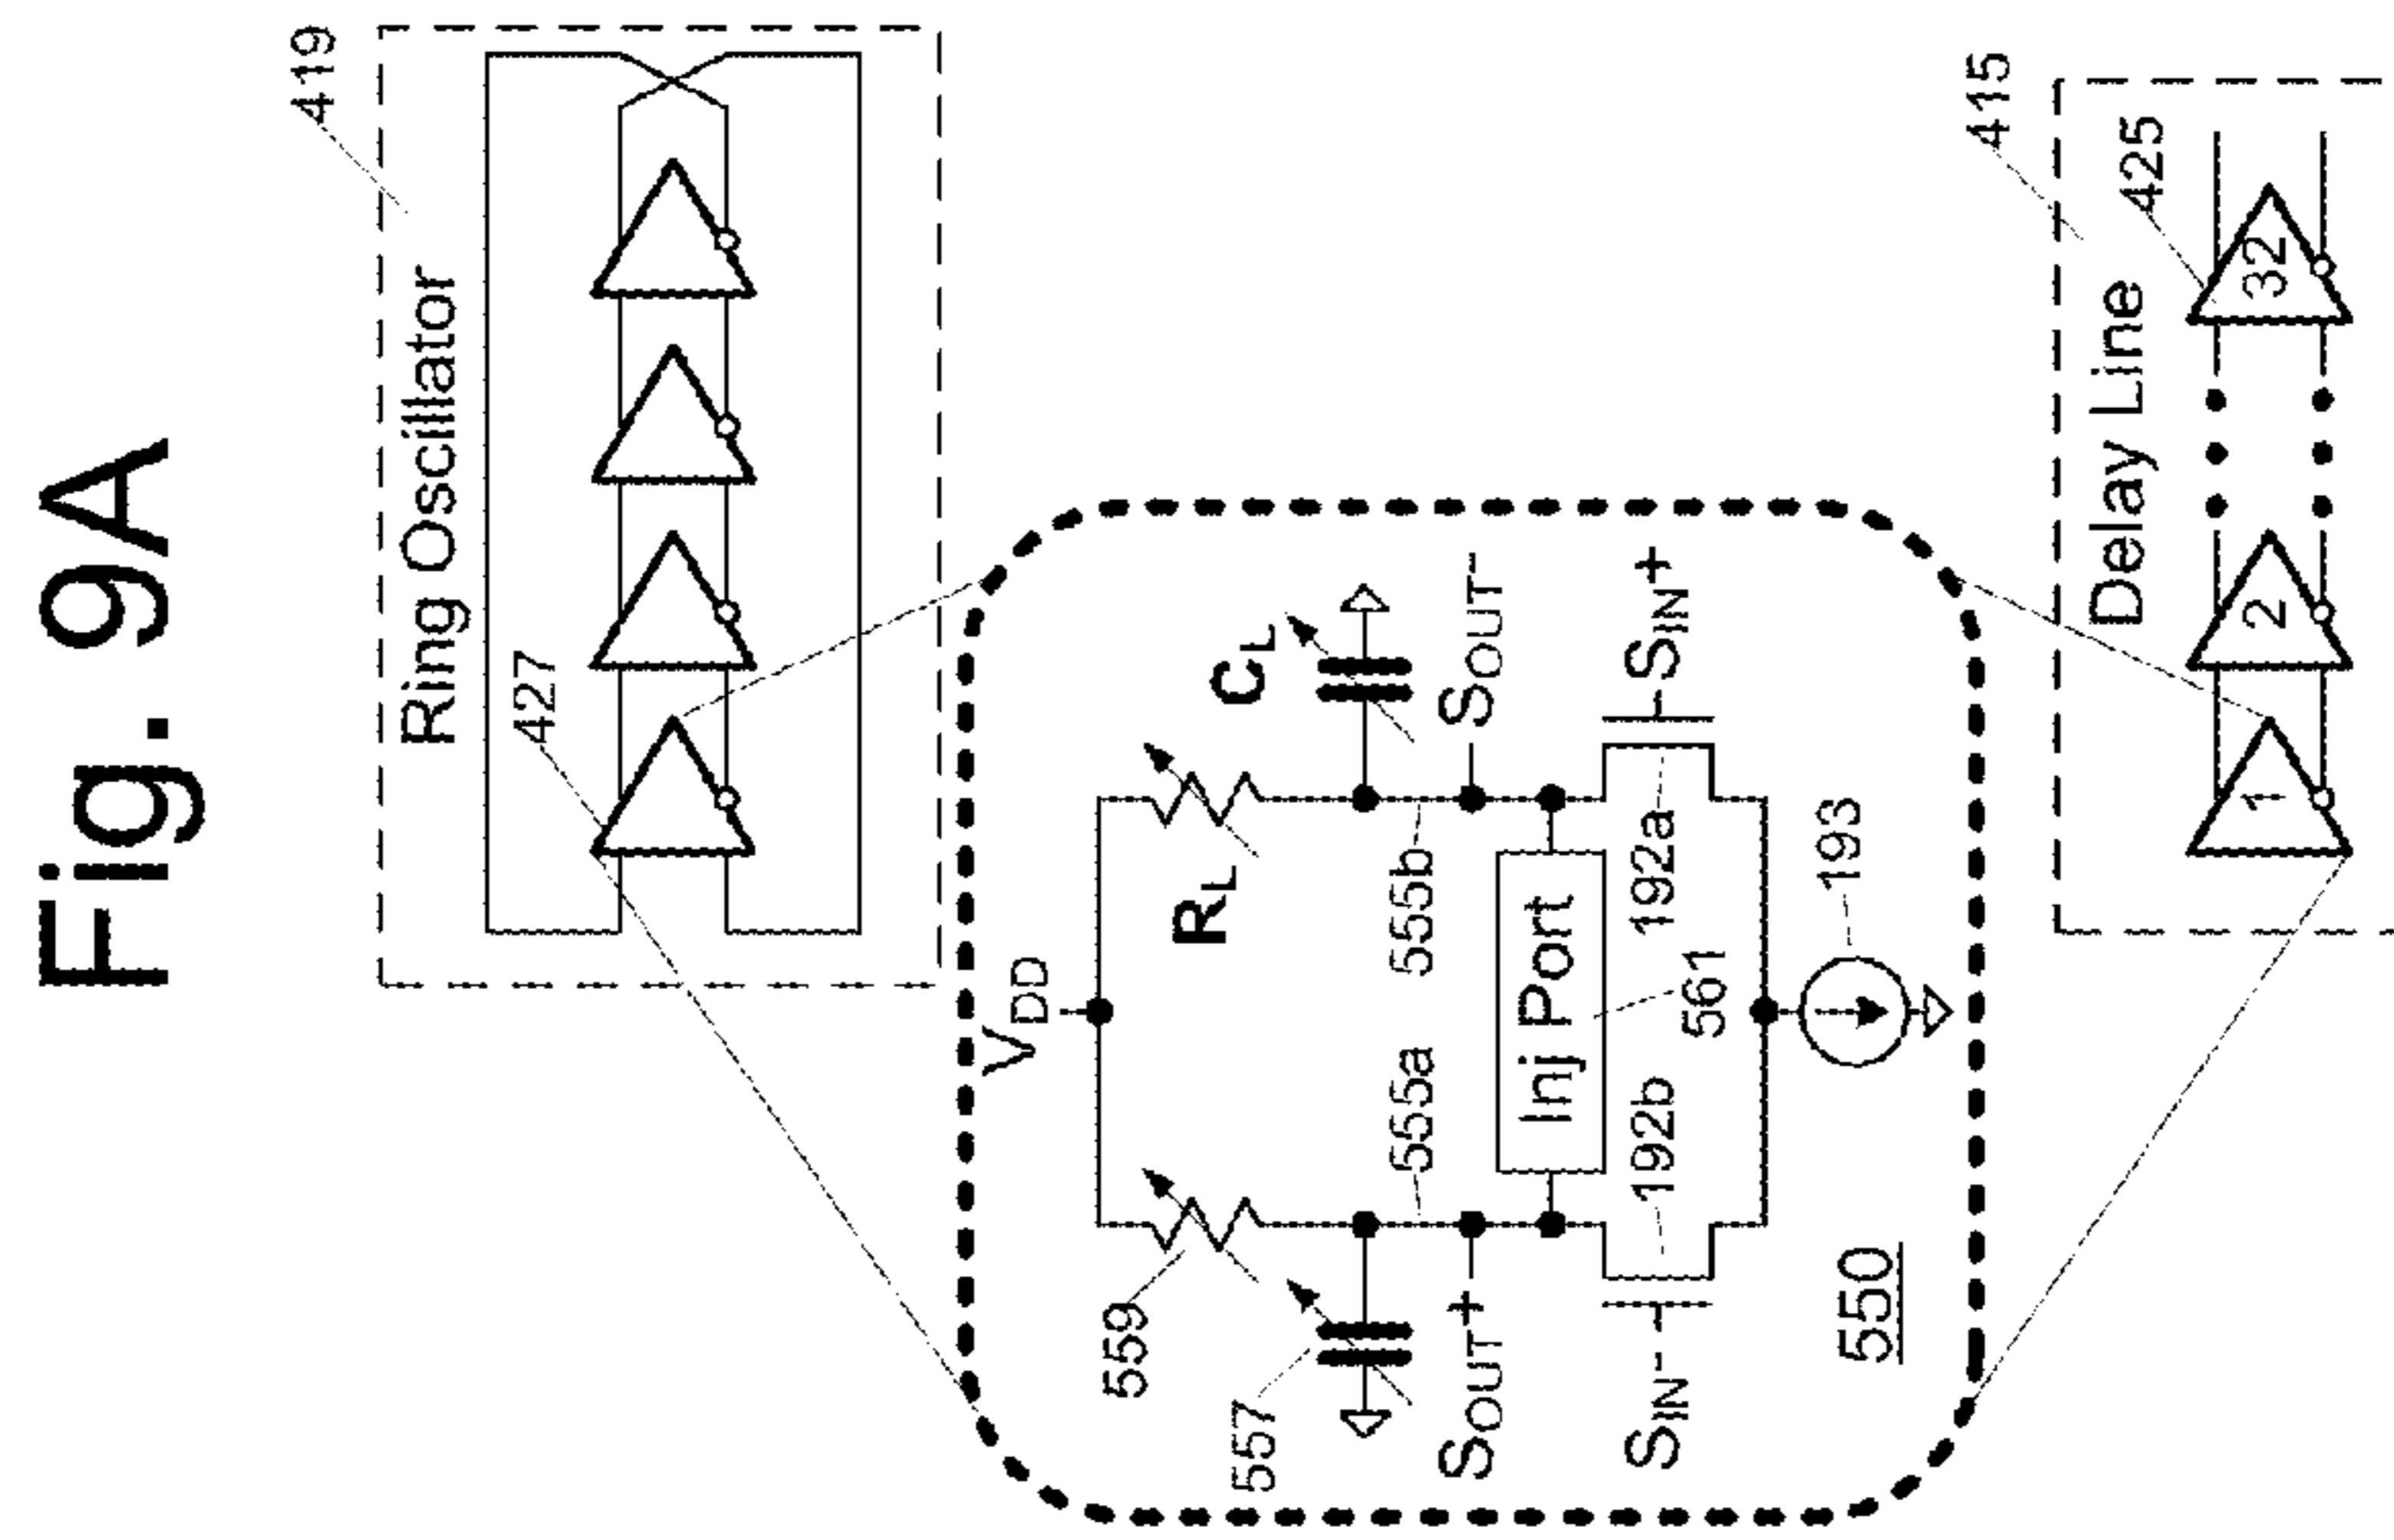 Fig. 9A
419
Ring Oscillator
427
VDD
559
RL
557
CL
555a
555b
SOUT+
SOUT-
Inj Port
SIN-
192b
192a
SIN+
561
193
550
415
Delay Line
425
1
2
32